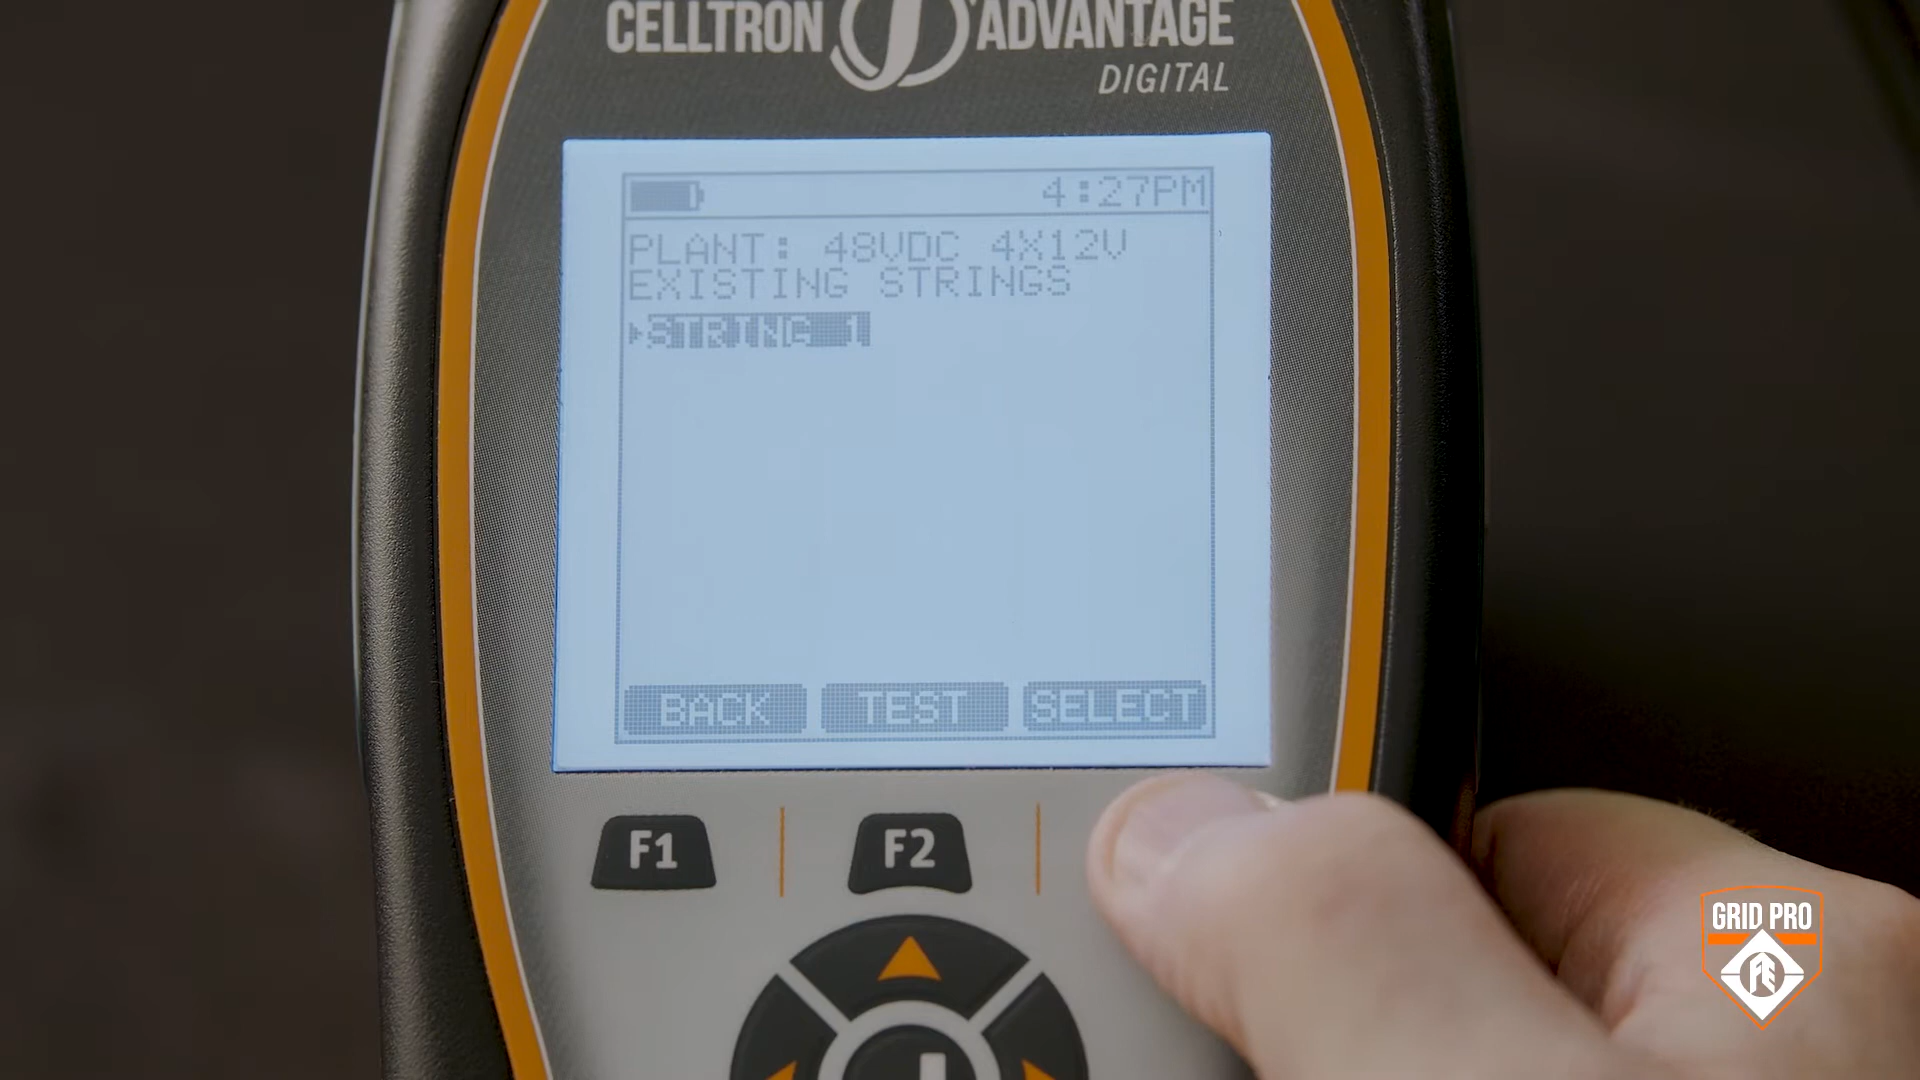 CELLTRON ADVANTAGE
DIGITAL
4:27PM
PLANT: 48VDC 4X12V
EXISTING STRINGS
STRING 1
BACK TEST SELECT
F1 F2
GRID PRO